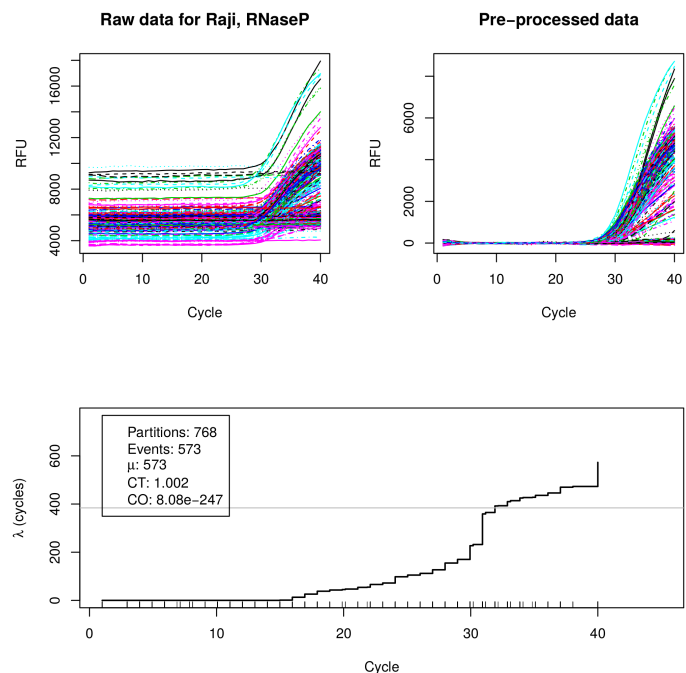 Raw data for Raji, RNaseP
Pre−processed data
RFU
4000 8000 12000 16000
0 10 20 30 40
Cycle
RFU
0 2000 6000
0 10 20 30 40
Cycle
Partitions: 768
Events: 573
μ: 573
CT: 1.002
CO: 8.08e−247
λ (cycles)
0 200 400 600
0 10 20 30 40
Cycle